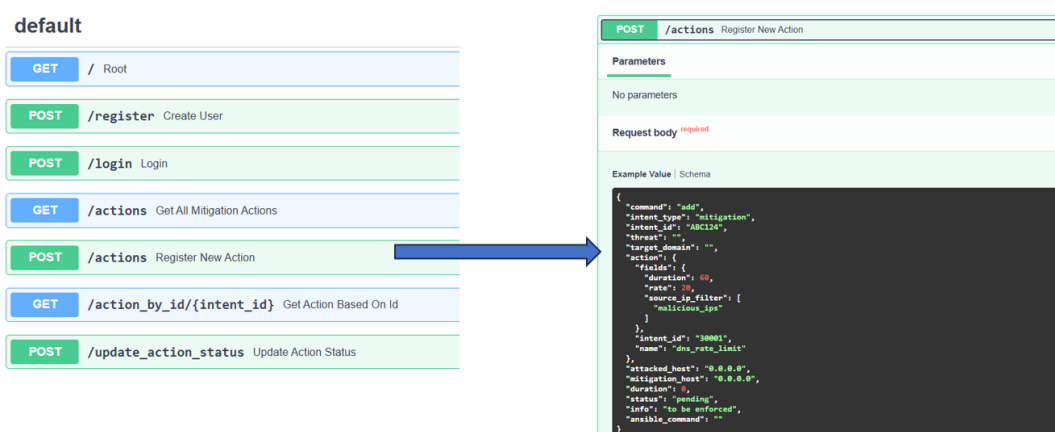 default
GET / Root
POST /register Create User
POST /login Login
GET /actions Get All Mitigation Actions
POST /actions Register New Action
GET /action_by_id/{intent_id} Get Action Based On Id
POST /update_action_status Update Action Status
POST /actions Register New Action
Parameters
No parameters
Request body required
Example Value | Schema
{
"command": "add",
"intent_type": "mitigation",
"intent_id": "ABC124",
"threat": "",
"target_domain": "",
"action": {
"fields": {
"duration": 60,
"rate": 20,
"source_ip_filter": [
"malicious_ips"
]
},
"intent_id": "30001",
"name": "dns_rate_limit"
},
"attacked_host": "0.0.0.0",
"mitigation_host": "0.0.0.0",
"duration": 0,
"status": "pending",
"info": "to be enforced",
"ansible_command": ""
}